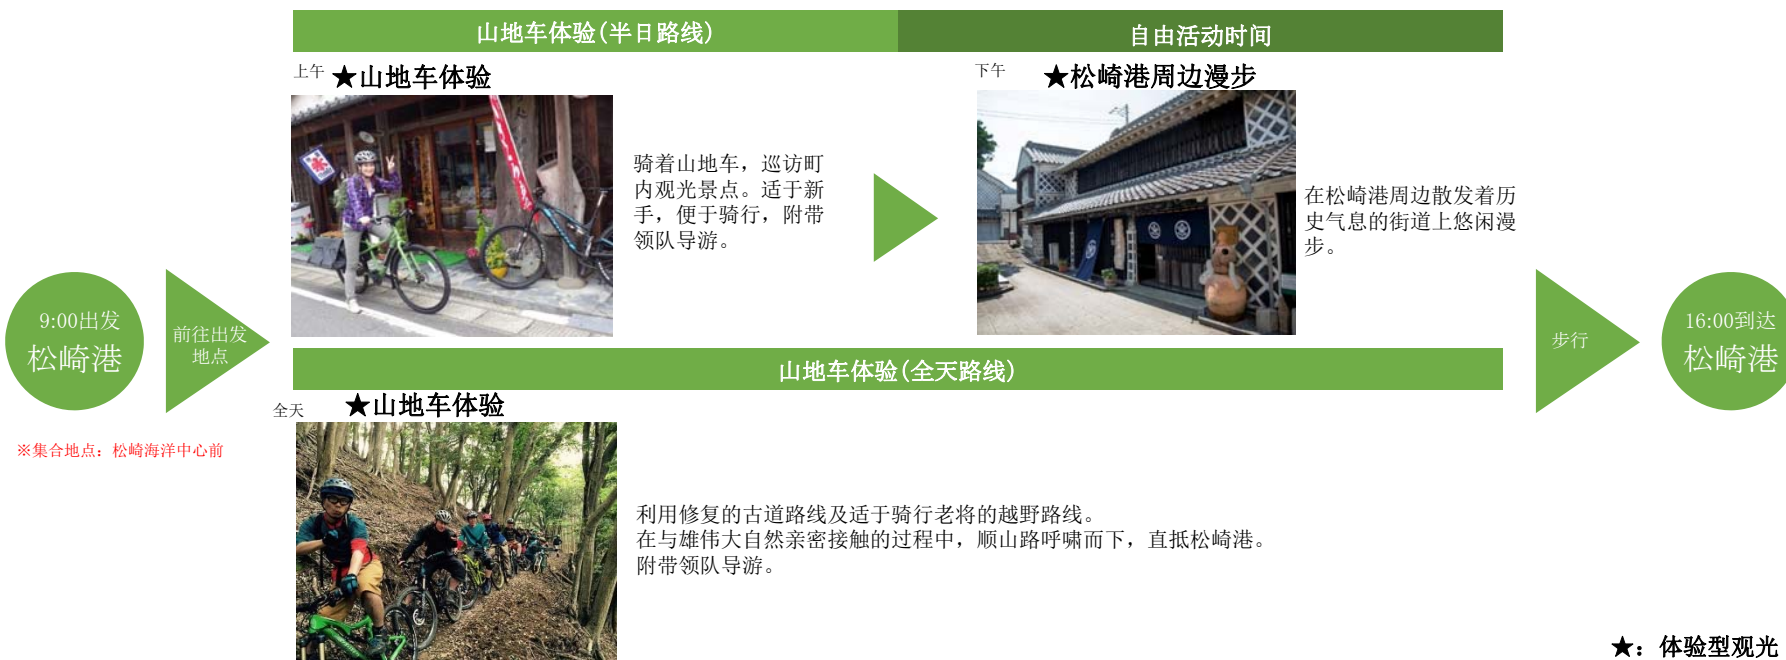 山地车体验(半日路线)
自由活动时间
上午
★山地车体验
骑着山地车，巡访町
内观光景点。适于新
手，便于骑行，附带
领队导游。
下午
★松崎港周边漫步
在松崎港周边散发着历
史气息的街道上悠闲漫
步。
9:00出发
松崎港
前往出发
地点
※集合地点：松崎海洋中心前
山地车体验(全天路线)
全天
★山地车体验
利用修复的古道路线及适于骑行老将的越野路线。
在与雄伟大自然亲密接触的过程中，顺山路呼啸而下，直抵松崎港。
附带领队导游。
步行
16:00到达
松崎港
★：体验型观光